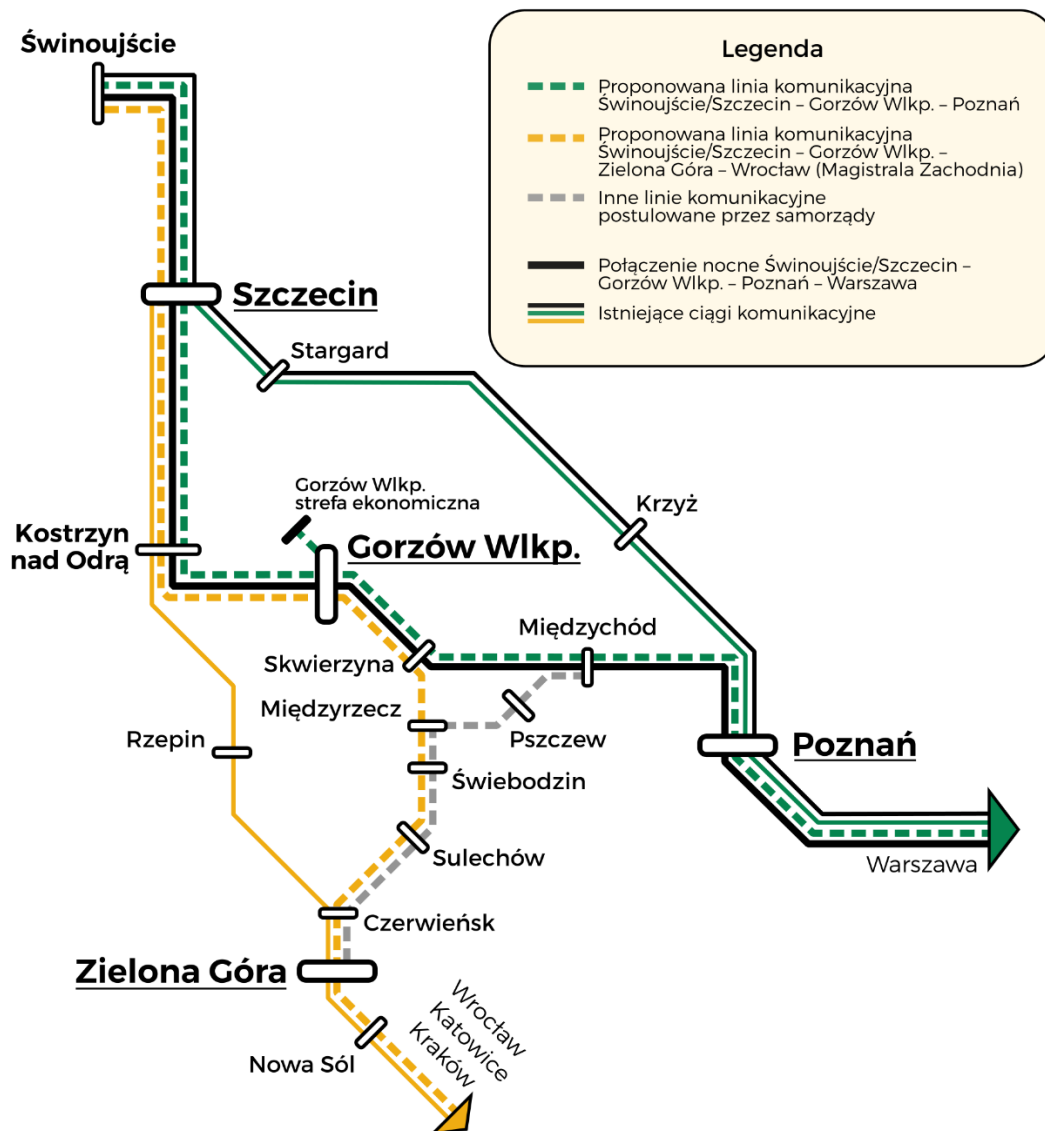 Świnoujście
Legenda
Proponowana linia komunikacyjna
Świnoujście/Szczecin – Gorzów Wlkp. – Poznań
Proponowana linia komunikacyjna
Świnoujście/Szczecin – Gorzów Wlkp. –
Zielona Góra – Wrocław (Magistrala Zachodnia)
Inne linie komunikacyjne
postulowane przez samorządy
Połączenie nocne Świnoujście/Szczecin –
Gorzów Wlkp. – Poznań – Warszawa
Istniejące ciągi komunikacyjne
Szczecin
Stargard
Gorzów Wlkp.
strefa ekonomiczna
Krzyż
Kostrzyn
nad Odrą
Gorzów Wlkp.
Międzychód
Skwierzyna
Międzyrzecz
Rzepin
Pszczew
Poznań
Świebodzin
Sulechów
Warszawa
Czerwieńsk
Zielona Góra
Wrocław
Katowice
Kraków
Nowa Sól